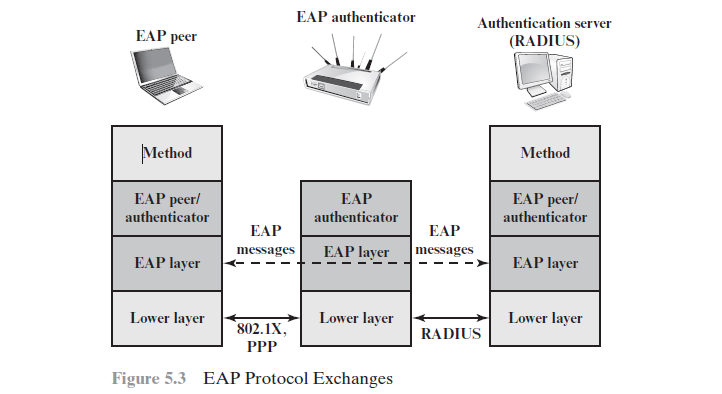 EAP peer
EAP authenticator
Authentication server
(RADIUS)
Method
EAP peer/
authenticator
EAP layer
Lower layer
EAP
messages
802.1X,
PPP
EAP
authenticator
EAP layer
Lower layer
EAP
messages
RADIUS
Method
EAP peer/
authenticator
EAP layer
Lower layer
Figure 5.3 EAP Protocol Exchanges